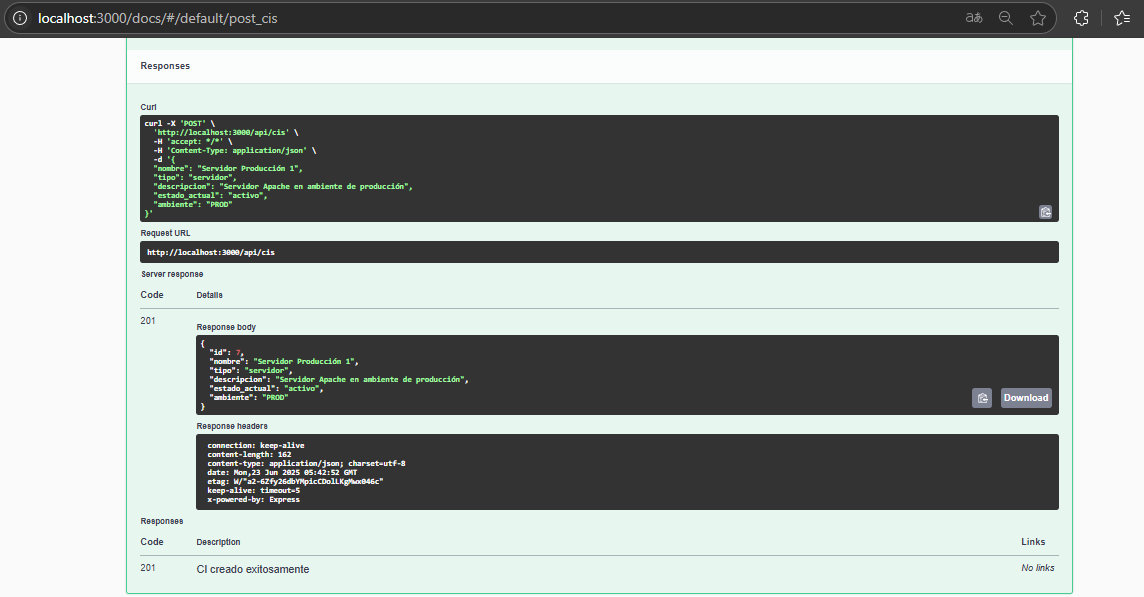 localhost:3000/docs/#/default/post_cis
Responses
Curl
curl -X 'POST' \
'http://localhost:3000/api/cis' \
-H 'accept: */*' \
-H 'Content-Type: application/json' \
-d '{
"nombre": "Servidor Producción 1",
"tipo": "servidor",
"descripcion": "Servidor Apache en ambiente de producción",
"estado_actual": "activo",
"ambiente": "PROD"
}'
Request URL
http://localhost:3000/api/cis
Server response
Code Details
201
Response body
{
"id": 7,
"nombre": "Servidor Producción 1",
"tipo": "servidor",
"descripcion": "Servidor Apache en ambiente de producción",
"estado_actual": "activo",
"ambiente": "PROD"
}
Download
Response headers
connection: keep-alive
content-length: 162
content-type: application/json; charset=utf-8
date: Mon,23 Jun 2025 05:42:52 GMT
etag: W/"a2-6Zfy26dbYMpicCDolLKgMwx046c"
keep-alive: timeout=5
x-powered-by: Express
Responses
Code Description Links
201 CI creado exitosamente No links